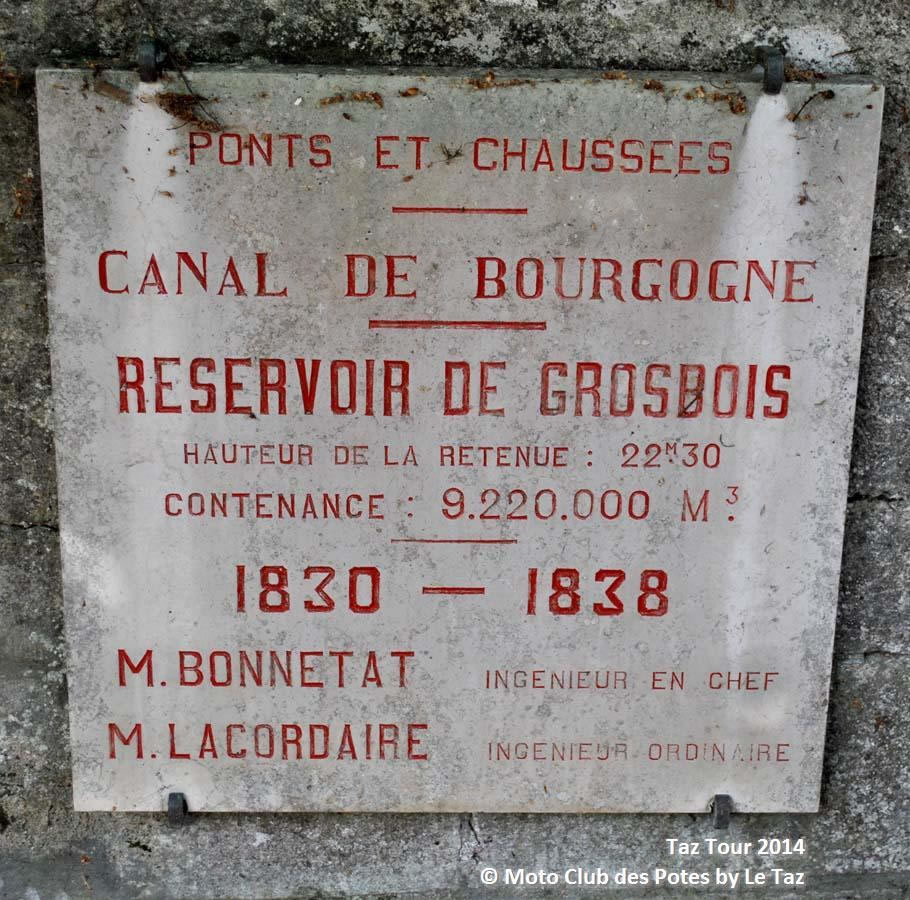 PONTS ET CHAUSSEES
CANAL DE BOURGOGNE
RESERVOIR DE GROSBOIS
HAUTEUR DE LA RETENUE : 22M30
CONTENANCE : 9.220.000 M3.
1830 — 1838
M. BONNETAT INGENIEUR EN CHEF
M. LACORDAIRE INGENIEUR ORDINAIRE
Taz Tour 2014
© Moto Club des Potes by Le Taz